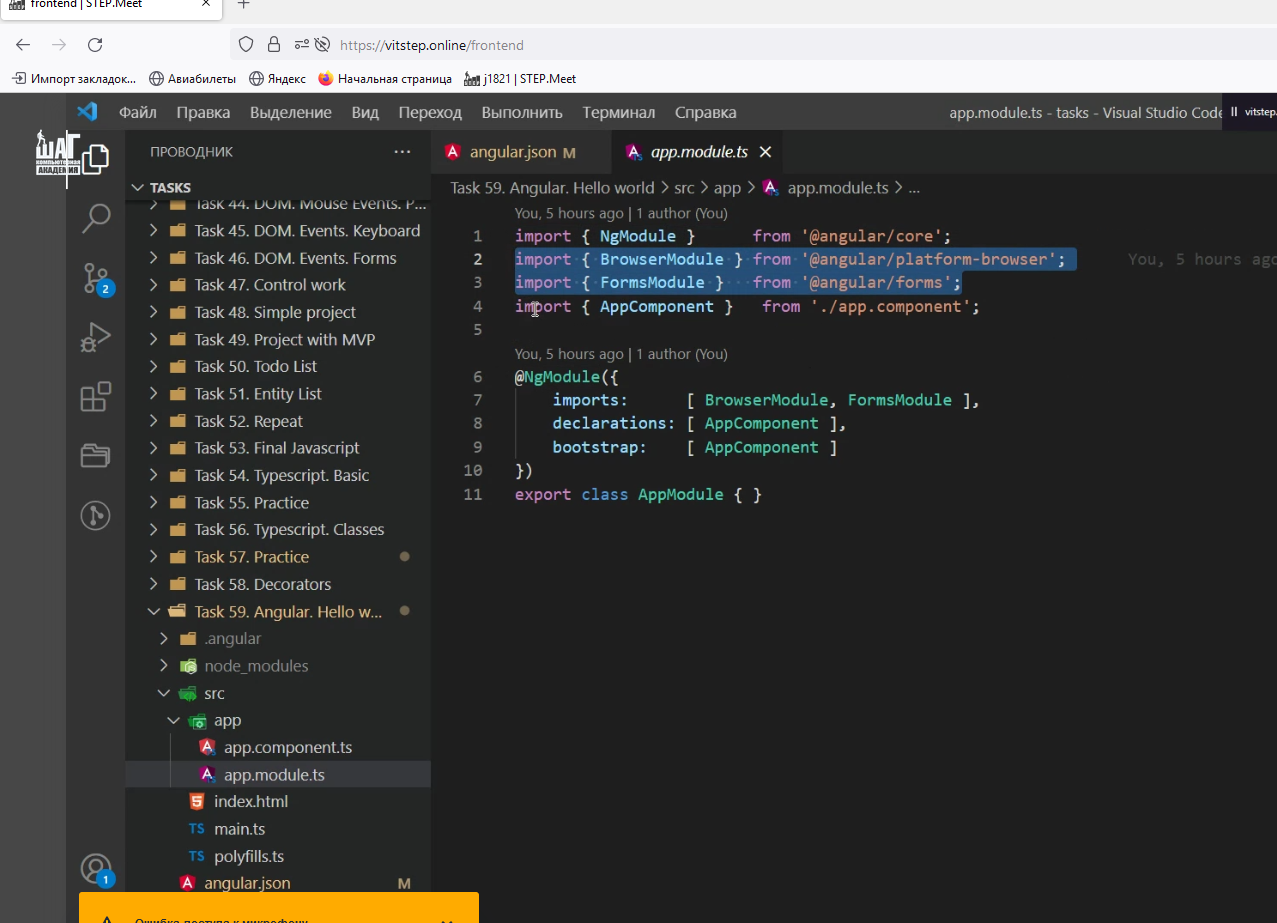 frontend | STEP.Meet
https://vitstep.online/frontend
Импорт закладок...
Авиабилеты
Яндекс
Начальная страница
j1821 | STEP.Meet
Файл Правка Выделение Вид Переход Выполнить Терминал Справка
app.module.ts - tasks - Visual Studio Code
vitstep.
ШАГ
КОМПЬЮТЕРНАЯ
АКАДЕМИЯ
ПРОВОДНИК
angular.json M
app.module.ts
TASKS
Task 59. Angular. Hello world > src > app > app.module.ts > ...
Task 44. DOM. Mouse Events. P...
Task 45. DOM. Events. Keyboard
Task 46. DOM. Events. Forms
Task 47. Control work
Task 48. Simple project
Task 49. Project with MVP
Task 50. Todo List
Task 51. Entity List
Task 52. Repeat
Task 53. Final Javascript
Task 54. Typescript. Basic
Task 55. Practice
Task 56. Typescript. Classes
Task 57. Practice
Task 58. Decorators
Task 59. Angular. Hello w...
.angular
node_modules
src
app
app.component.ts
app.module.ts
index.html
TS main.ts
TS polyfills.ts
angular.json M
2
1
You, 5 hours ago | 1 author (You)
1 import { NgModule } from '@angular/core';
2 import { BrowserModule } from '@angular/platform-browser'; You, 5 hours ago
3 import { FormsModule } from '@angular/forms';
4 import { AppComponent } from './app.component';
5
You, 5 hours ago | 1 author (You)
6 @NgModule({
7 imports: [ BrowserModule, FormsModule ],
8 declarations: [ AppComponent ],
9 bootstrap: [ AppComponent ]
10 })
11 export class AppModule { }
Ошибка доступа к микрофону